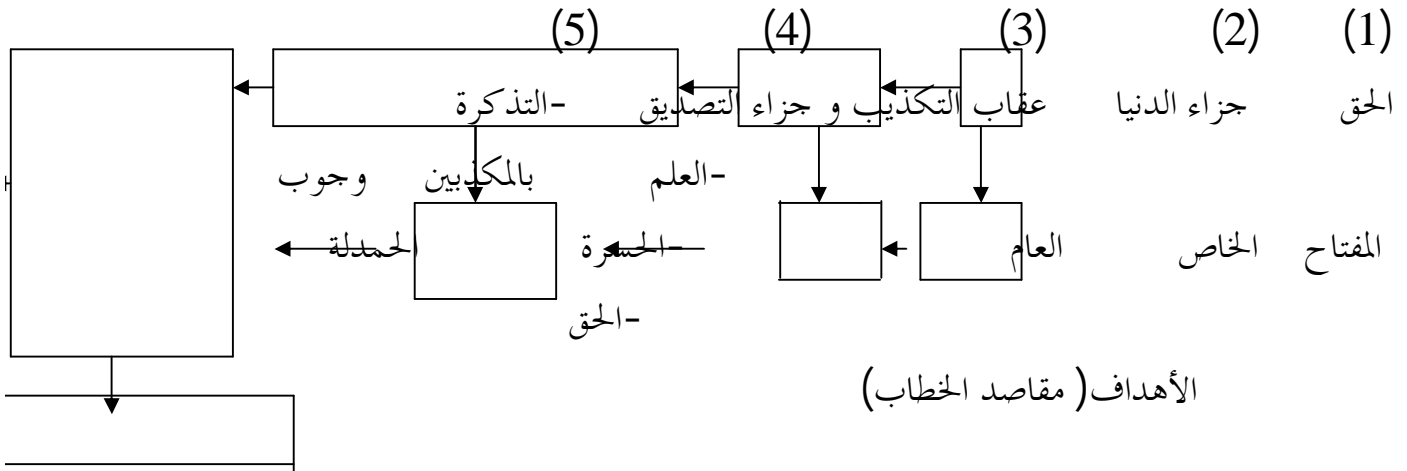 (1) (2) (3) (4) (5)
الحق جزاء الدنيا عقاب التكذيب و جزاء التصديق -التذكرة
-العلم بالمكذبين وجوب
المفتاح الخاص العام -الحسرة الحمدلة
-الحق
الأهداف( مقاصد الخطاب)